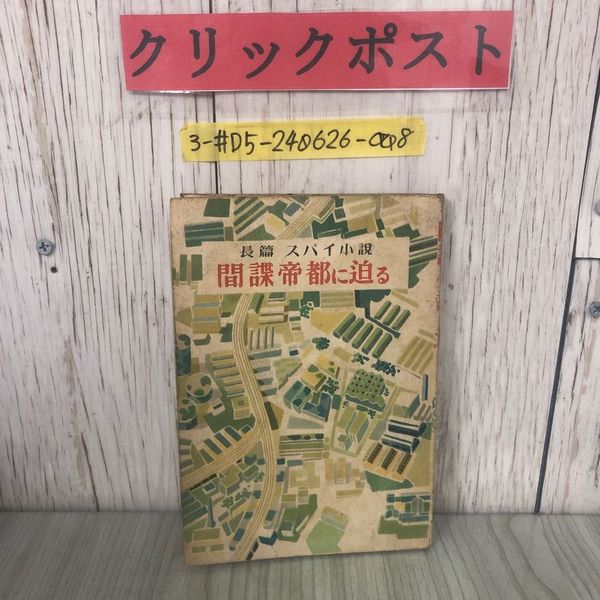 クリックポスト
3-#D5-240626-008
長篇 スパイ小説
間諜帝都に迫る